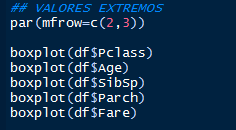 ## VALORES EXTREMOS
par(mfrow=c(2,3))
boxplot(df$Pclass)
boxplot(df$Age)
boxplot(df$SibSp)
boxplot(df$Parch)
boxplot(df$Fare)